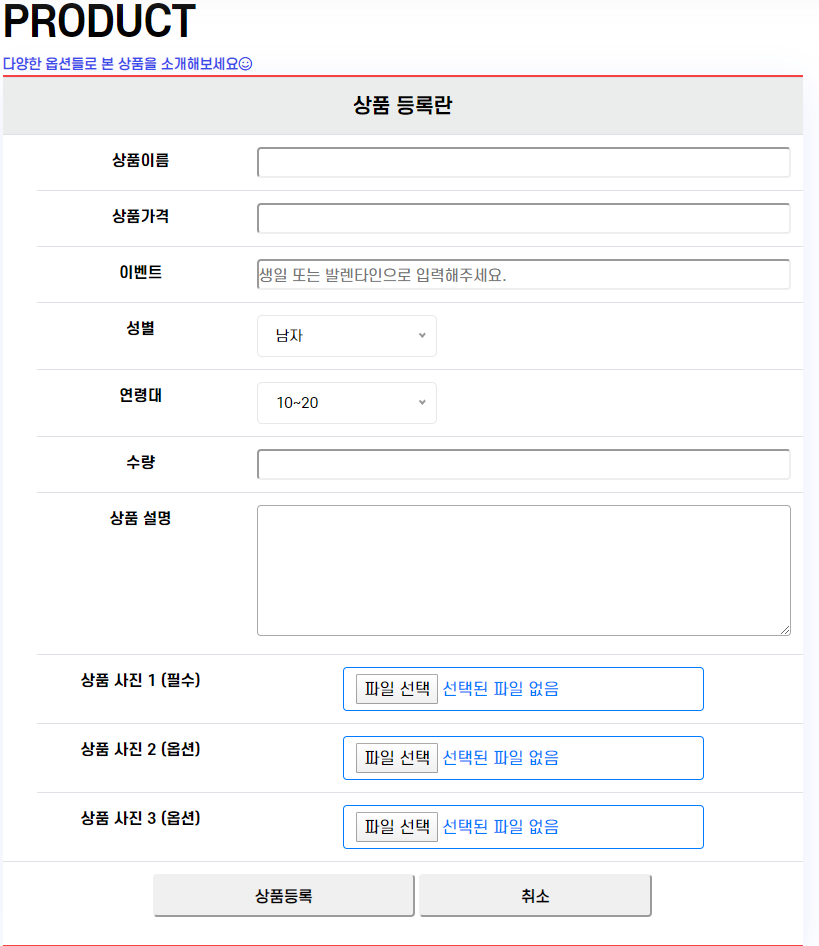 PRODUCT
다양한 옵션들로 본 상품을 소개해보세요☺
상품 등록란
상품이름
상품가격
이벤트 생일 또는 발렌타인으로 입력해주세요.
성별 남자
연령대 10~20
수량
상품 설명
상품 사진 1 (필수) 파일 선택 선택된 파일 없음
상품 사진 2 (옵션) 파일 선택 선택된 파일 없음
상품 사진 3 (옵션) 파일 선택 선택된 파일 없음
상품등록 취소